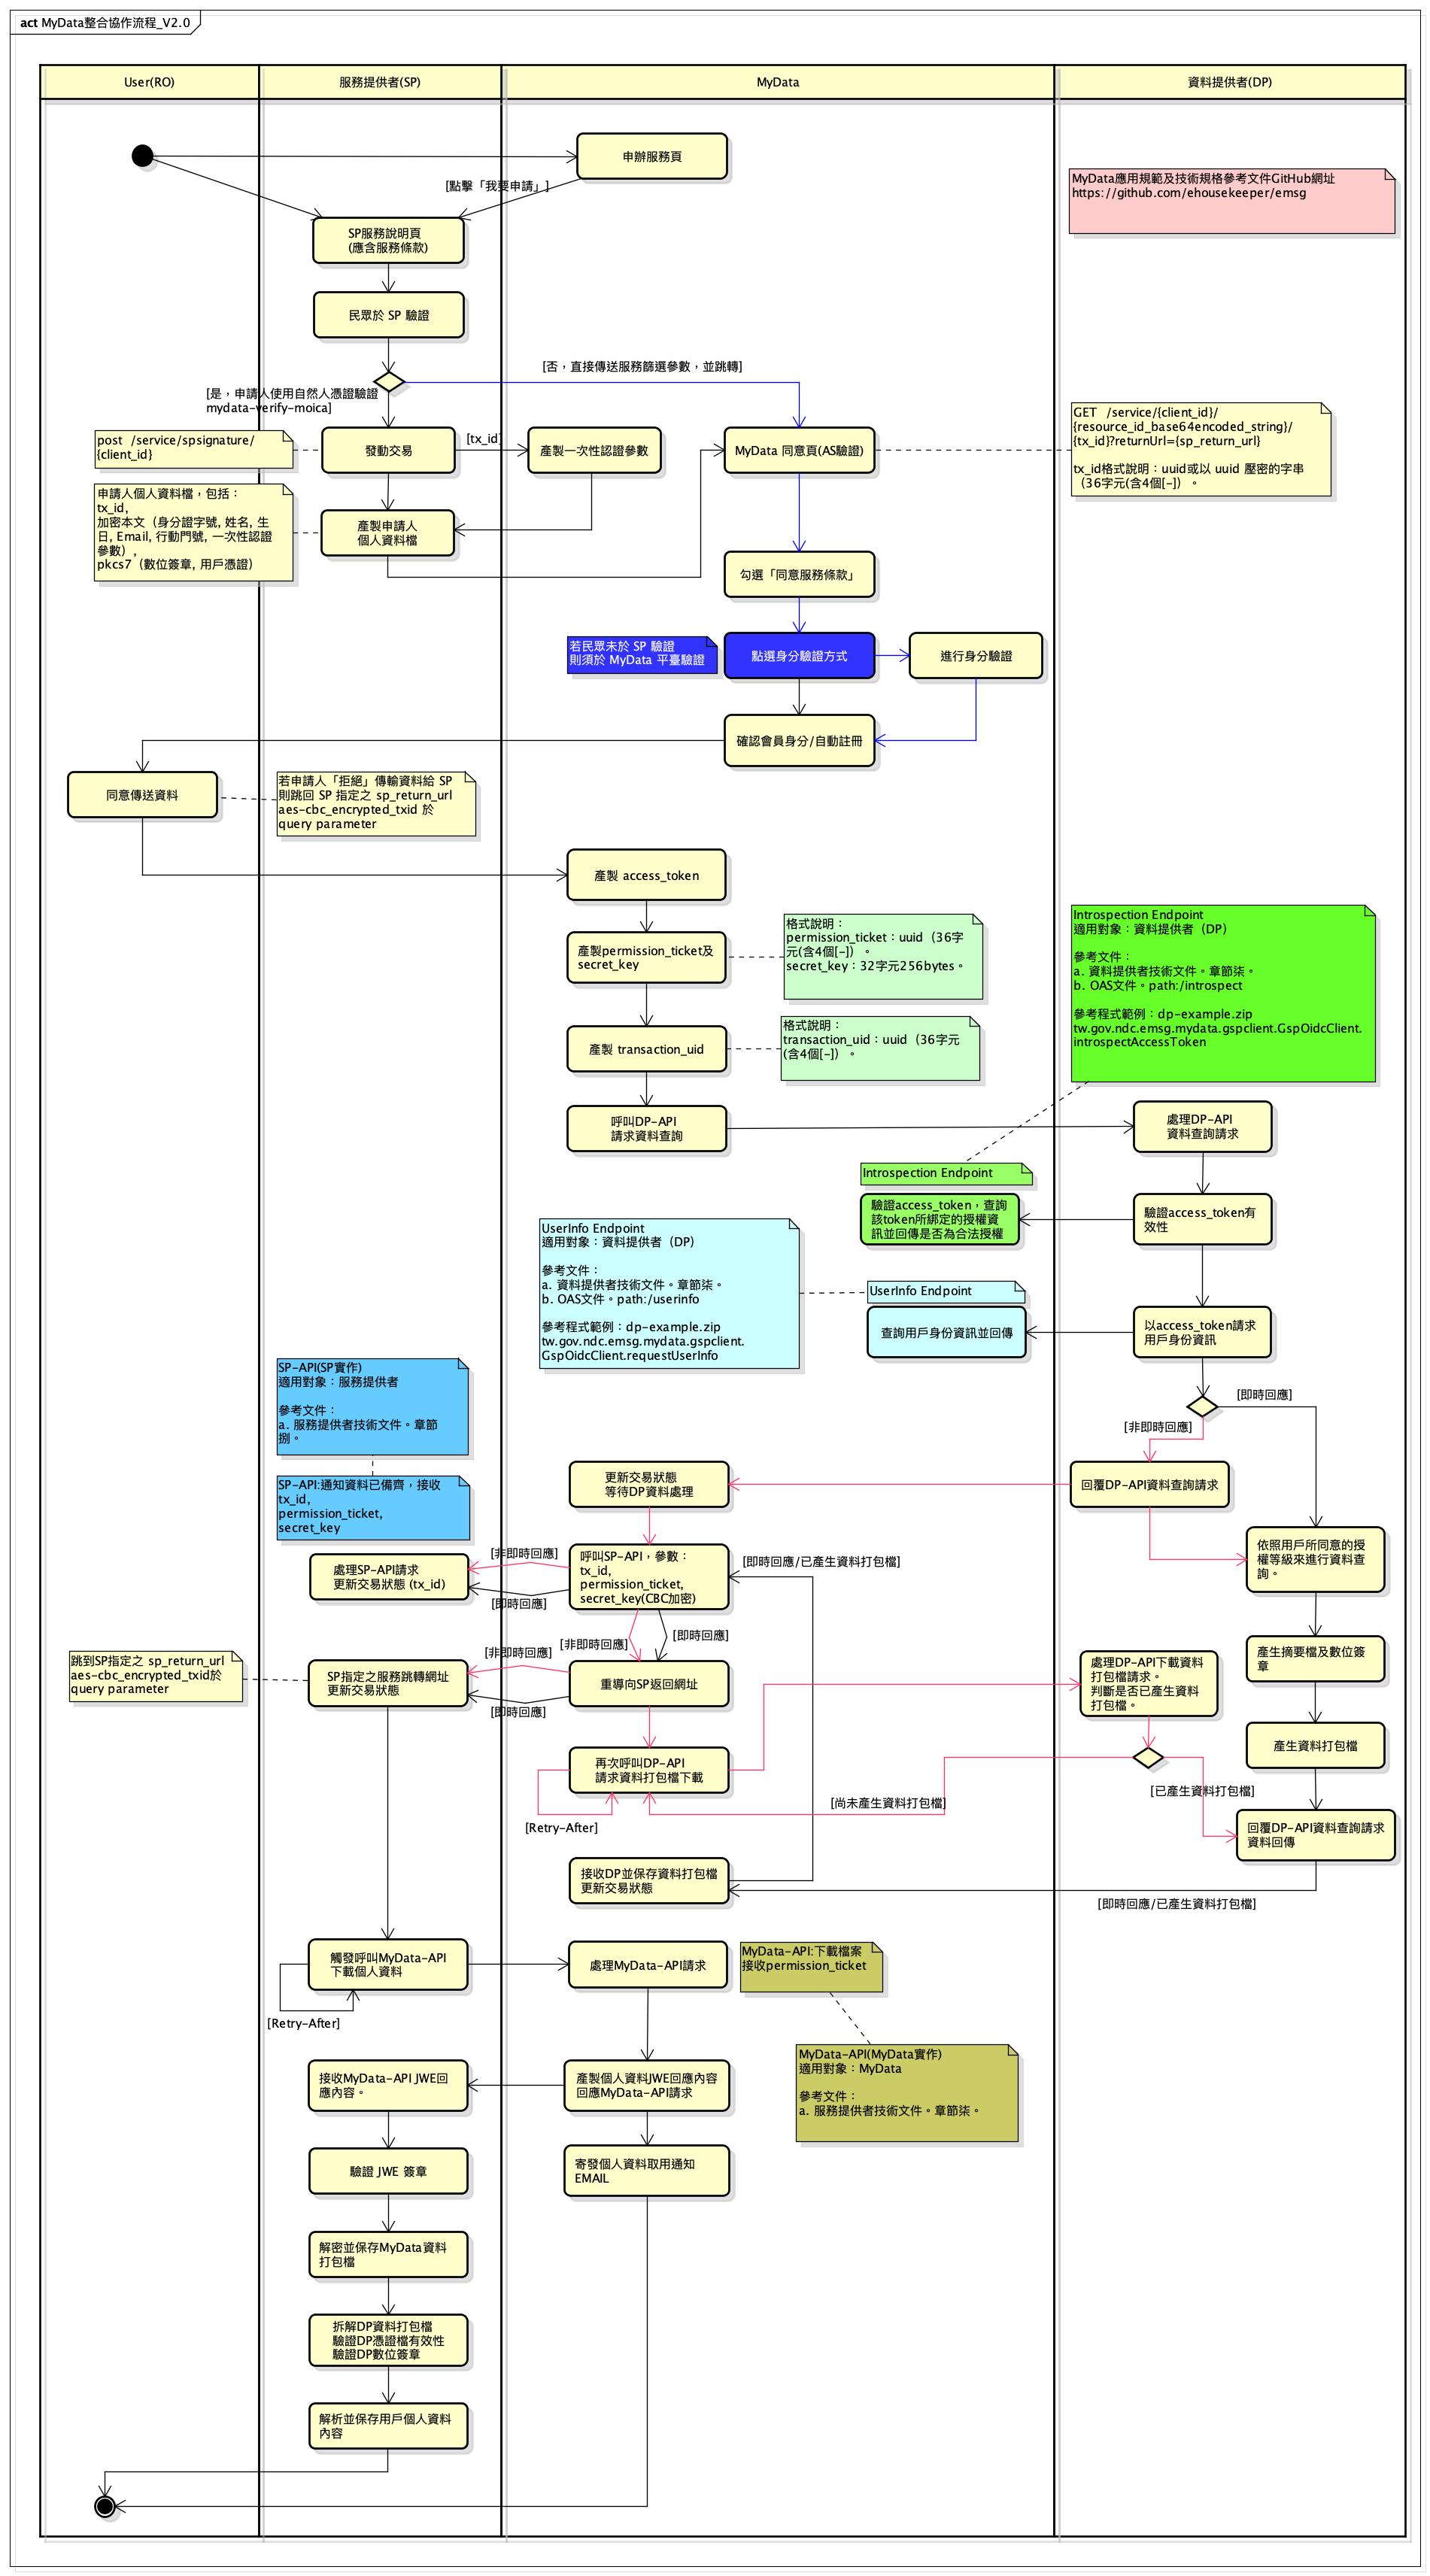 act MyData整合協作流程_V2.0
User(RO)
服務提供者(SP)
MyData
資料提供者(DP)
申辦服務頁
[點擊「我要申請」]
MyData應用規範及技術規格參考文件GitHub網址
https://github.com/ehousekeeper/emsg
SP服務說明頁
(應含服務條款)
民眾於 SP 驗證
[否，直接傳送服務篩選參數，並跳轉]
[是，申請人使用自然人憑證驗證
mydata-verify-moica]
post /service/spsignature/
{client_id}
發動交易
[tx_id]
產製一次性認證參數
MyData 同意頁(AS驗證)
GET /service/{client_id}/
{resource_id_base64encoded_string}/
{tx_id}?returnUrl={sp_return_url}
tx_id格式說明：uuid或以 uuid 壓密的字串
（36字元(含4個[-]）。
申請人個人資料檔，包括：
tx_id,
加密本文（身分證字號, 姓名, 生
日, Email, 行動門號, 一次性認證
參數）,
pkcs7（數位簽章, 用戶憑證）
產製申請人
個人資料檔
勾選「同意服務條款」
若民眾未於 SP 驗證
則須於 MyData 平臺驗證
點選身分驗證方式
進行身分驗證
確認會員身分/自動註冊
同意傳送資料
若申請人「拒絕」傳輸資料給 SP
則跳回 SP 指定之 sp_return_url
aes-cbc_encrypted_txid 於
query parameter
產製 access_token
產製permission_ticket及
secret_key
格式說明：
permission_ticket：uuid（36字
元(含4個[-]）。
secret_key：32字元256bytes。
Introspection Endpoint
適用對象：資料提供者（DP）
參考文件：
a. 資料提供者技術文件。章節柒。
b. OAS文件。path:/introspect
參考程式範例：dp-example.zip
tw.gov.ndc.emsg.mydata.gspclient.GspOidcClient.
introspectAccessToken
產製 transaction_uid
格式說明：
transaction_uid：uuid（36字元
(含4個[-]）。
呼叫DP-API
請求資料查詢
處理DP-API
資料查詢請求
Introspection Endpoint
驗證access_token，查詢
該token所綁定的授權資
訊並回傳是否為合法授權
驗證access_token有
效性
UserInfo Endpoint
適用對象：資料提供者（DP）
參考文件：
a. 資料提供者技術文件。章節柒。
b. OAS文件。path:/userinfo
參考程式範例：dp-example.zip
tw.gov.ndc.emsg.mydata.gspclient.
GspOidcClient.requestUserInfo
UserInfo Endpoint
查詢用戶身份資訊並回傳
以access_token請求
用戶身份資訊
SP-API(SP實作)
適用對象：服務提供者
參考文件：
a. 服務提供者技術文件。章節
捌。
[即時回應]
[非即時回應]
SP-API:通知資料已備齊，接收
tx_id,
permission_ticket,
secret_key
更新交易狀態
等待DP資料處理
回覆DP-API資料查詢請求
依照用戶所同意的授
權等級來進行資料查
詢。
處理SP-API請求
更新交易狀態 (tx_id)
[非即時回應]
[即時回應]
呼叫SP-API，參數：
tx_id,
permission_ticket,
secret_key(CBC加密)
[即時回應/已產生資料打包檔]
[非即時回應]
[即時回應]
跳到SP指定之 sp_return_url
aes-cbc_encrypted_txid於
query parameter
SP指定之服務跳轉網址
更新交易狀態
[非即時回應]
[即時回應]
重導向SP返回網址
處理DP-API下載資料
打包檔請求。
判斷是否已產生資料
打包檔。
產生摘要檔及數位簽
章
產生資料打包檔
再次呼叫DP-API
請求資料打包檔下載
[Retry-After]
[尚未產生資料打包檔]
[已產生資料打包檔]
回覆DP-API資料查詢請求
資料回傳
接收DP並保存資料打包檔
更新交易狀態
[即時回應/已產生資料打包檔]
觸發呼叫MyData-API
下載個人資料
[Retry-After]
處理MyData-API請求
MyData-API:下載檔案
接收permission_ticket
MyData-API(MyData實作)
適用對象：MyData
參考文件：
a. 服務提供者技術文件。章節柒。
接收MyData-API JWE回
應內容。
產製個人資料JWE回應內容
回應MyData-API請求
驗證 JWE 簽章
寄發個人資料取用通知
EMAIL
解密並保存MyData資料
打包檔
拆解DP資料打包檔
驗證DP憑證檔有效性
驗證DP數位簽章
解析並保存用戶個人資料
內容